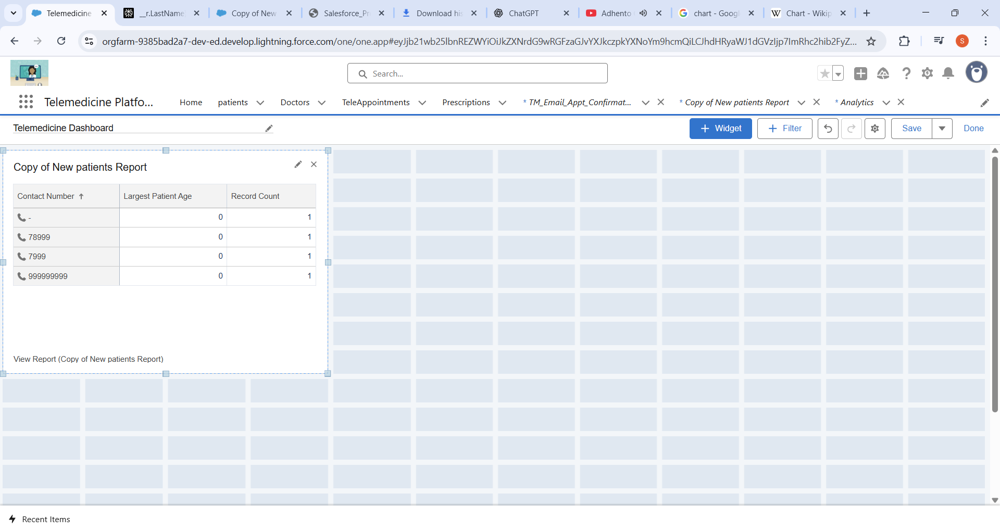 Telemedicine
__r.LastName
Copy of New
Salesforce_Pr
Download his
ChatGPT
Adhento
chart - Googl
Chart - Wikip
orgfarm-9385bad2a7-dev-ed.develop.lightning.force.com/one/one.app#eyJjb21wb25lbnREZWYiOiJkZXNrdG9wRGFzaGJvYXJkczpkYXNoYm9hcmQiLCJhdHRyaWJ1dGVzIjp7ImRhc2hib2FyZ...
S
Search...
Telemedicine Platfo...
Home
patients
Doctors
TeleAppointments
Prescriptions
* TM_Email_Appt_Confirmat...
* Copy of New patients Report
* Analytics
Telemedicine Dashboard
+ Widget
+ Filter
Save
Done
Copy of New patients Report
Contact Number ↑ Largest Patient Age Record Count
- 0 1
78999 0 1
7999 0 1
999999999 0 1
View Report (Copy of New patients Report)
Recent Items